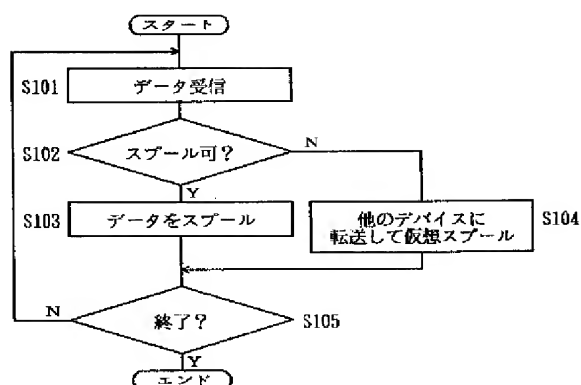 スタート
S101
データ受信
S102
スプール可?
N
Y
S103
データをスプール
他のデバイスに
転送して仮想スプール
S104
N
終了?
S105
Y
エンド